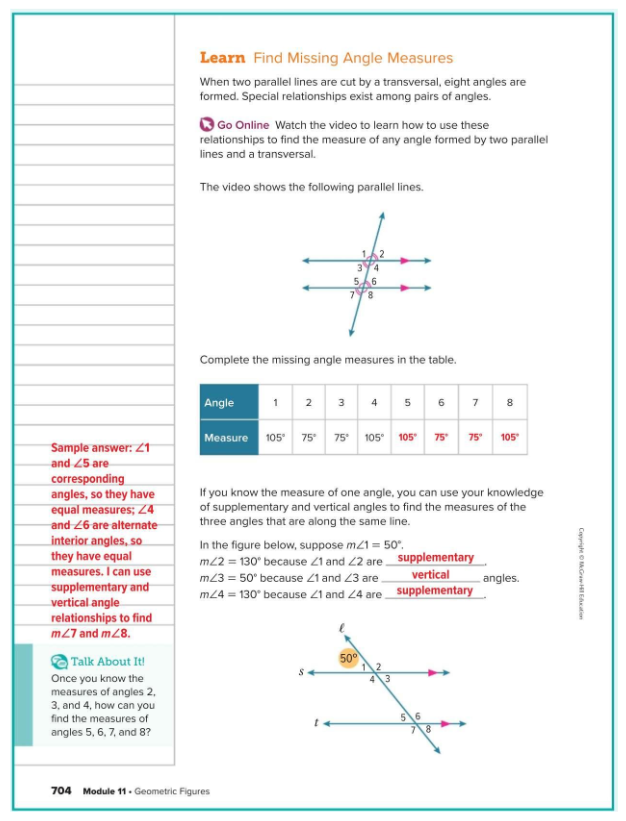 Learn Find Missing Angle Measures
When two parallel lines are cut by a transversal, eight angles are
formed. Special relationships exist among pairs of angles.
Go Online Watch the video to learn how to use these
relationships to find the measure of any angle formed by two parallel
lines and a transversal.
The video shows the following parallel lines.
1 2
3 4
5 6
7 8
Complete the missing angle measures in the table.
Angle 1 2 3 4 5 6 7 8
Measure 105° 75° 75° 105° 105° 75° 75° 105°
If you know the measure of one angle, you can use your knowledge
of supplementary and vertical angles to find the measures of the
three angles that are along the same line.
In the figure below, suppose m∠1 = 50°.
m∠2 = 130° because ∠1 and ∠2 are supplementary.
m∠3 = 50° because ∠1 and ∠3 are vertical angles.
m∠4 = 130° because ∠1 and ∠4 are supplementary.
ℓ
50°
1 2
s
4 3
5 6
t
7 8
Sample answer: ∠1
and ∠5 are
corresponding
angles, so they have
equal measures; ∠4
and ∠6 are alternate
interior angles, so
they have equal
measures. I can use
supplementary and
vertical angle
relationships to find
m∠7 and m∠8.
Talk About It!
Once you know the
measures of angles 2,
3, and 4, how can you
find the measures of
angles 5, 6, 7, and 8?
Copyright © McGraw-Hill Education
704 Module 11 • Geometric Figures